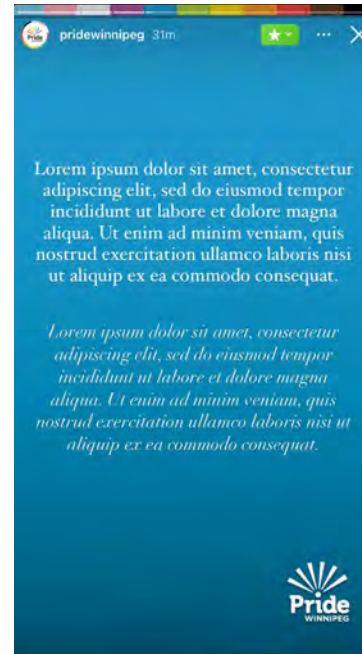 pridewinnipeg 31m
Lorem ipsum dolor sit amet, consectetur
adipiscing elit, sed do eiusmod tempor
incididunt ut labore et dolore magna
aliqua. Ut enim ad minim veniam, quis
nostrud exercitation ullamco laboris nisi
ut aliquip ex ea commodo consequat.
Lorem ipsum dolor sit amet, consectetur
adipiscing elit, sed do eiusmod tempor
incididunt ut labore et dolore magna
aliqua. Ut enim ad minim veniam, quis
nostrud exercitation ullamco laboris nisi ut
aliquip ex ea commodo consequat.
Pride
WINNIPEG